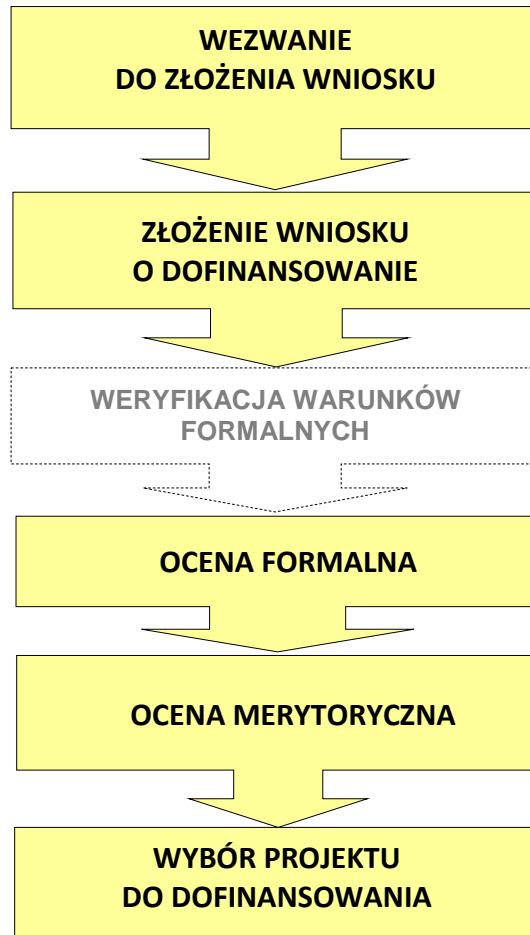 WEZWANIE
DO ZŁOŻENIA WNIOSKU
ZŁOŻENIE WNIOSKU
O DOFINANSOWANIE
WERYFIKACJA WARUNKÓW
FORMALNYCH
OCENA FORMALNA
OCENA MERYTORYCZNA
WYBÓR PROJEKTU
DO DOFINANSOWANIA